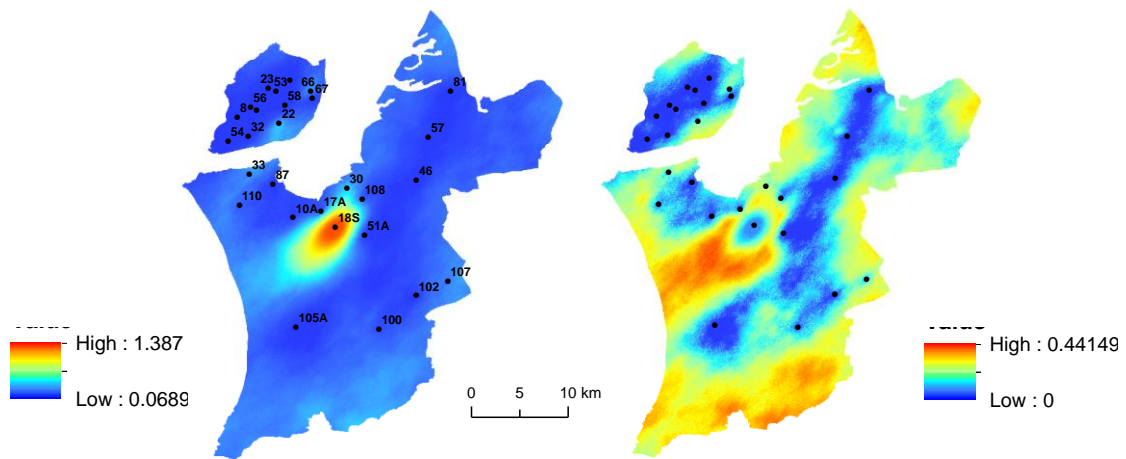 23 53 66
8 56 58 67
54 32 22
81
57
33
87 30 46
110 108
10A 17A
18S
51A
107
102
105A 100
High : 1.387
Low : 0.0689
0 5 10 km
High : 0.44149
Low : 0